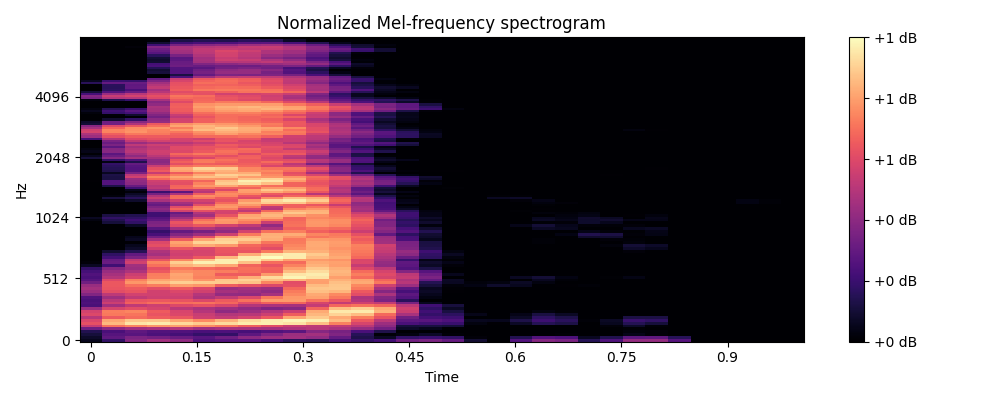 Normalized Mel-frequency spectrogram
Hz
4096
2048
1024
512
0
0 0.15 0.3 0.45 0.6 0.75 0.9
Time
+1 dB
+1 dB
+1 dB
+0 dB
+0 dB
+0 dB